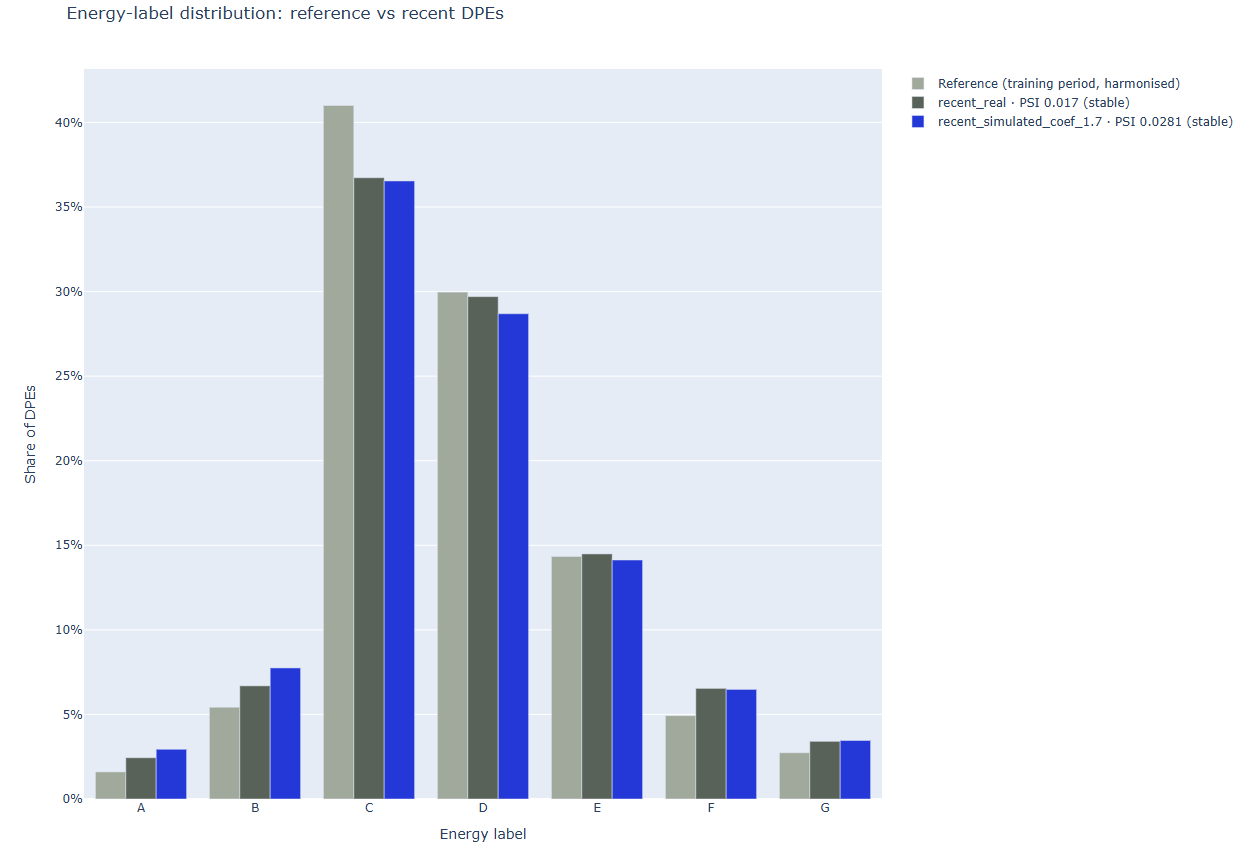 Energy-label distribution: reference vs recent DPEs
Reference (training period, harmonised)
recent_real · PSI 0.017 (stable)
recent_simulated_coef_1.7 · PSI 0.0281 (stable)
Share of DPEs
40%
35%
30%
25%
20%
15%
10%
5%
0%
A B C D E F G
Energy label